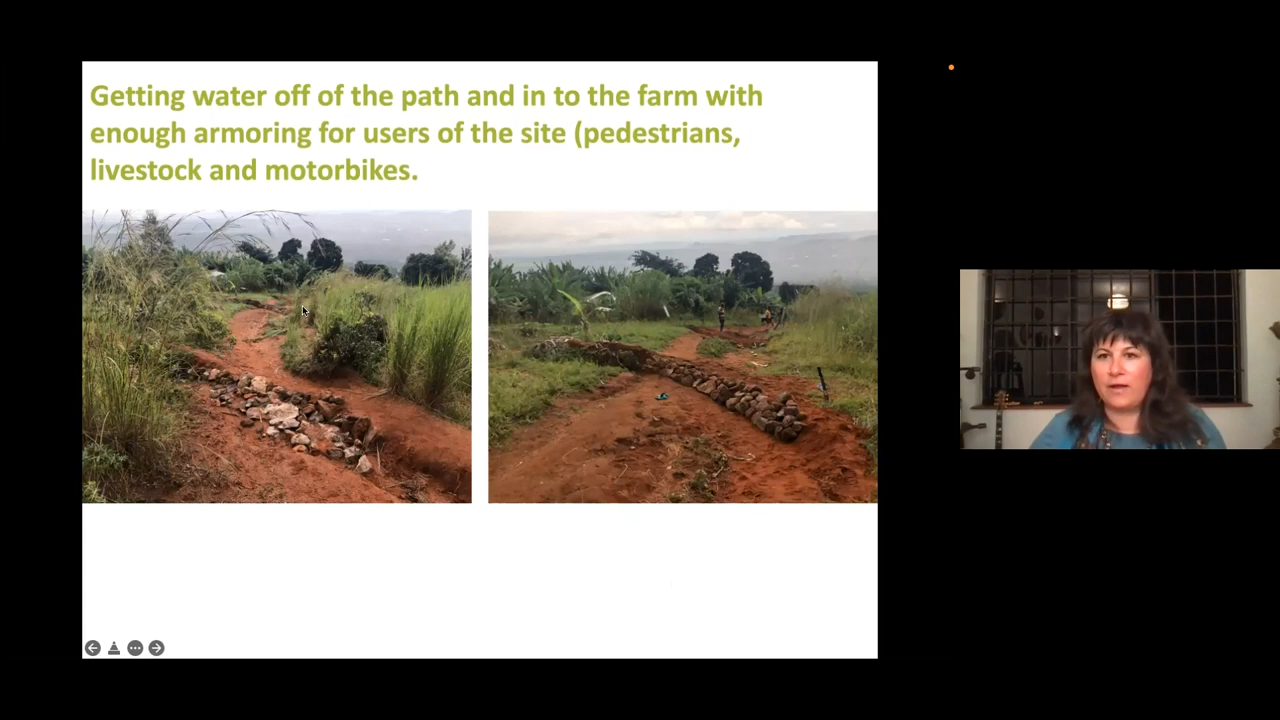 Getting water off of the path and in to the farm with
enough armoring for users of the site (pedestrians,
livestock and motorbikes.